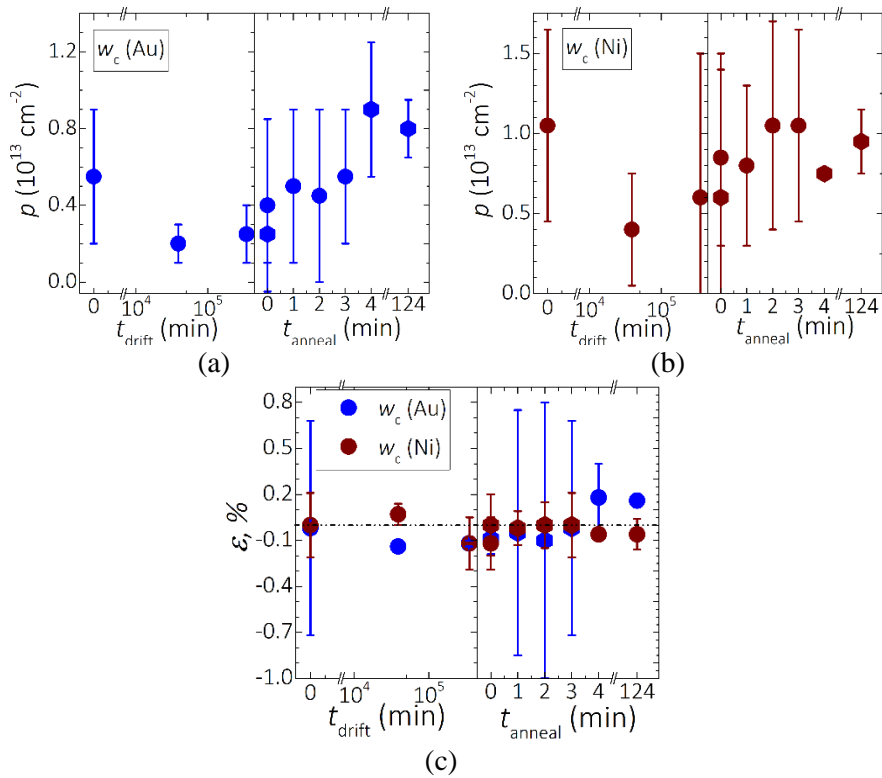 w_c (Au)
1.2
0.8
0.4
0.0
p (10^13 cm^-2)
0 10^4 10^5 0 1 2 3 4 124
t_drift (min) t_anneal (min)
(a)
w_c (Ni)
1.5
1.0
0.5
0.0
p (10^13 cm^-2)
0 10^4 10^5 0 1 2 3 4 124
t_drift (min) t_anneal (min)
(b)
w_c (Au)
w_c (Ni)
0.8
0.5
0.2
-0.1
-0.4
-0.7
-1.0
ε, %
0 10^4 10^5 0 1 2 3 4 124
t_drift (min) t_anneal (min)
(c)